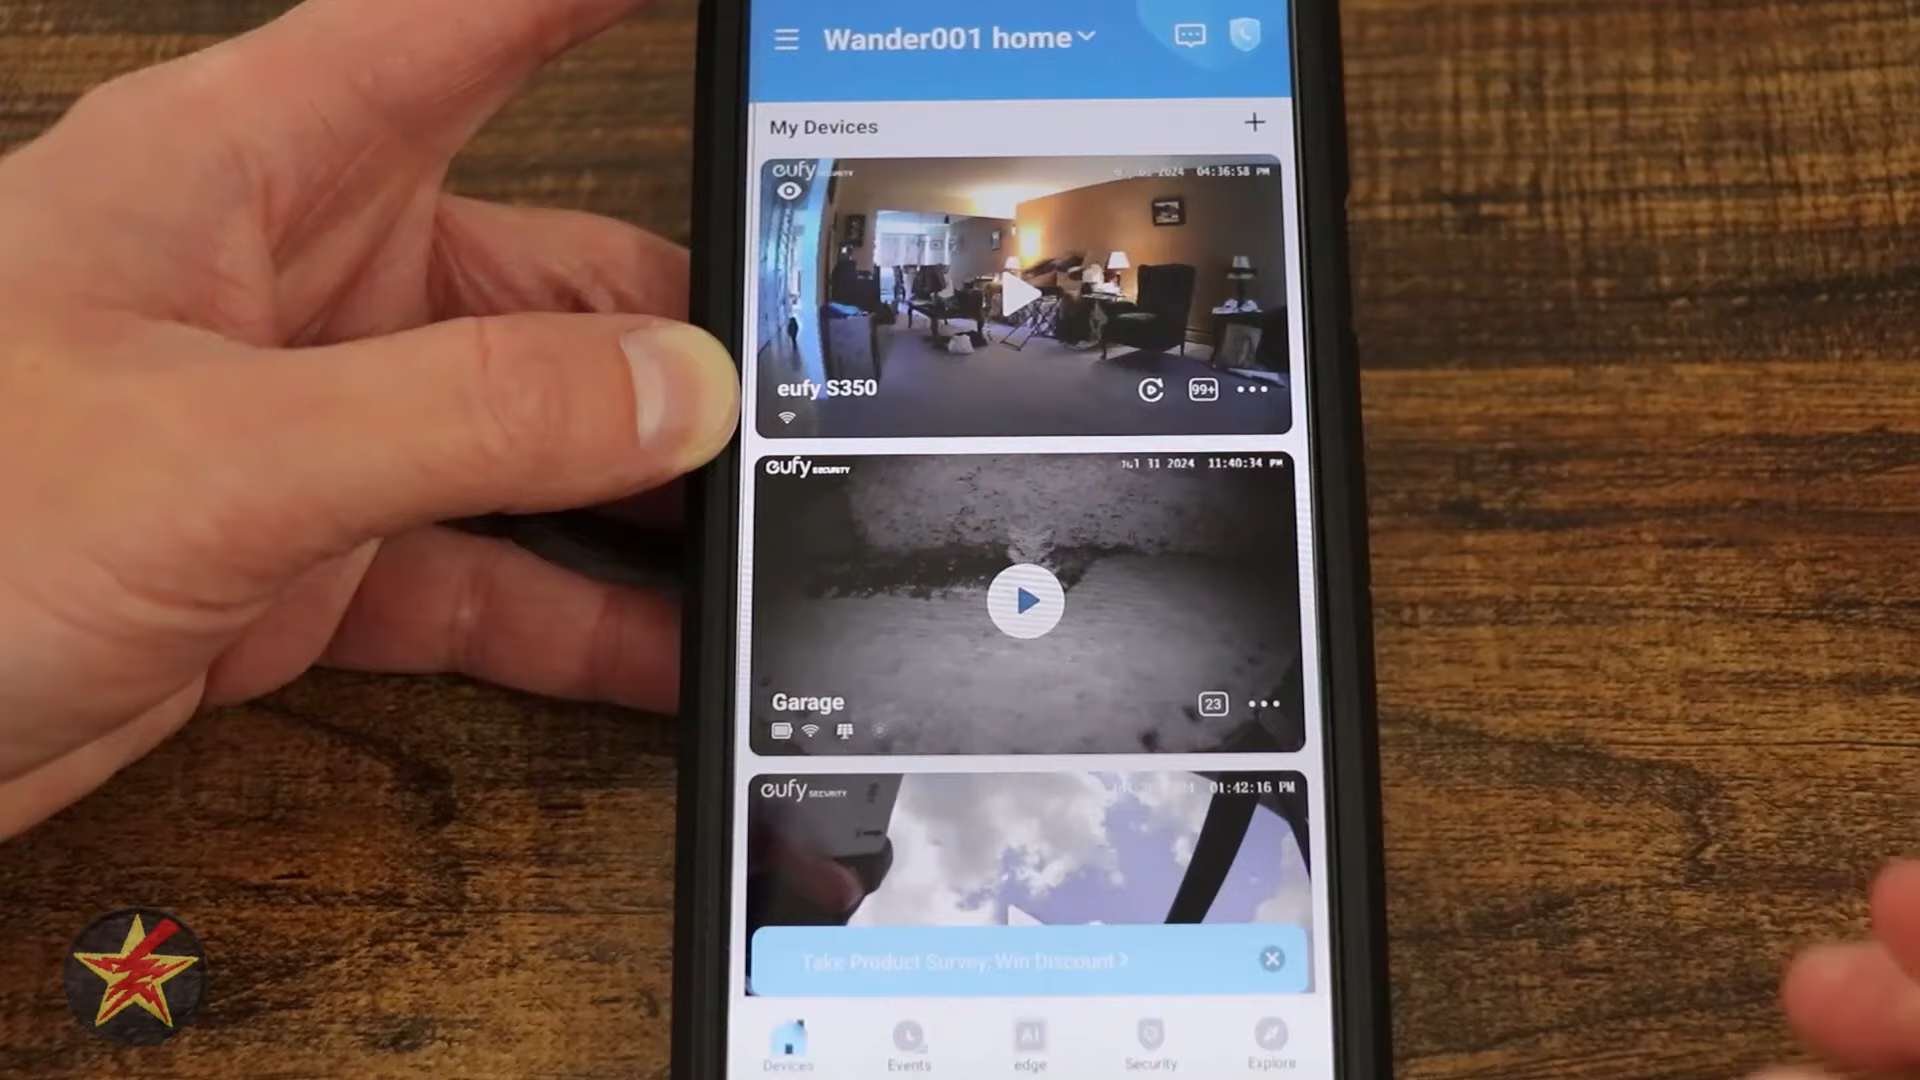 Wander001 home
My Devices
eufy SECURITY
2024 04:36:58 PM
eufy S350
99+
eufy SECURITY
Jul 31 2024 11:40:34 PM
Garage
23
eufy SECURITY
01:42:16 PM
Take Product Survey, Win Discount >
Devices
Events
AI
edge
Security
Explore